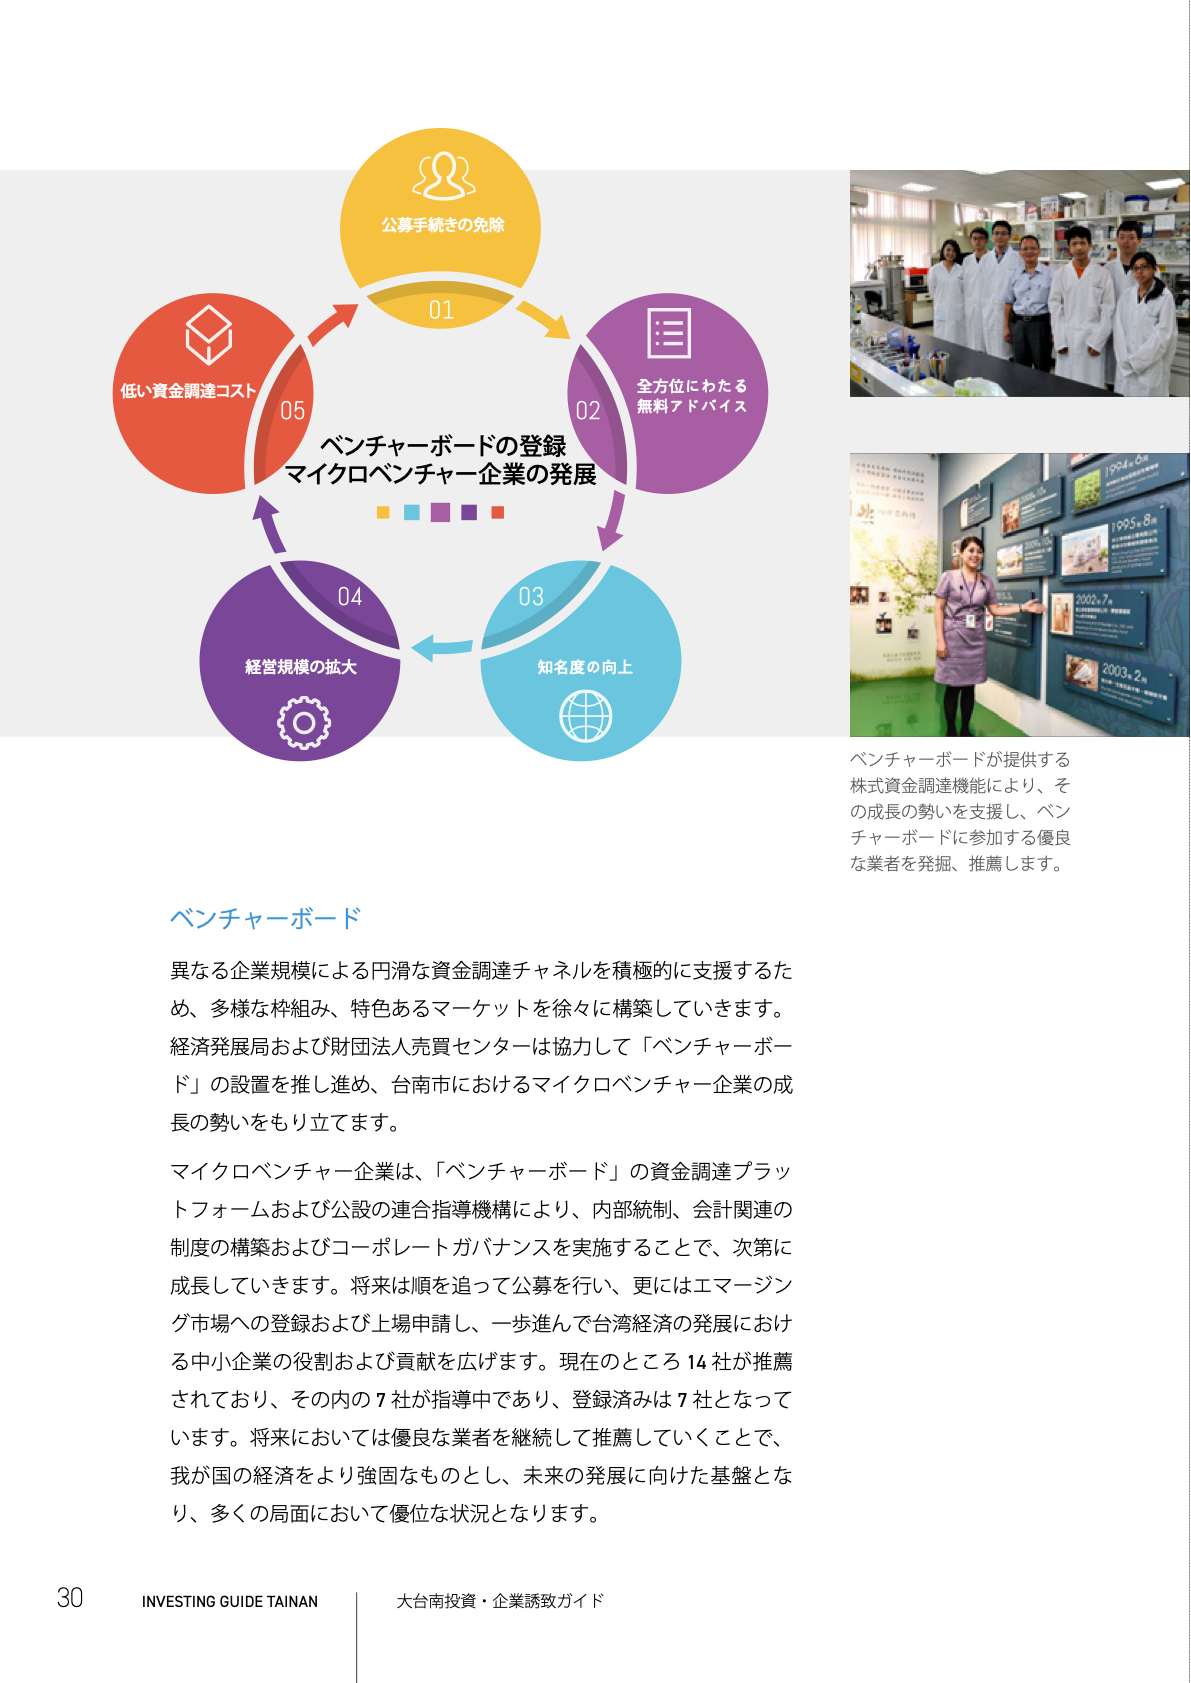 公募手続きの免除
01
全方位にわたる
無料アドバイス
02
知名度の向上
03
経営規模の拡大
04
低い資金調達コスト
05
ベンチャーボードの登録
マイクロベンチャー企業の発展
1994年6月
1995年8月
2002年7月
2003年2月
ベンチャーボードが提供する
株式資金調達機能により、そ
の成長の勢いを支援し、ベン
チャーボードに参加する優良
な業者を発掘、推薦します。
ベンチャーボード
異なる企業規模による円滑な資金調達チャネルを積極的に支援するた
め、多様な枠組み、特色あるマーケットを徐々に構築していきます。
経済発展局および財団法人売買センターは協力して「ベンチャーボー
ド」の設置を推し進め、台南市におけるマイクロベンチャー企業の成
長の勢いをもり立てます。
マイクロベンチャー企業は、「ベンチャーボード」の資金調達プラッ
トフォームおよび公設の連合指導機構により、内部統制、会計関連の
制度の構築およびコーポレートガバナンスを実施することで、次第に
成長していきます。将来は順を追って公募を行い、更にはエマージン
グ市場への登録および上場申請し、一歩進んで台湾経済の発展におけ
る中小企業の役割および貢献を広げます。現在のところ 14 社が推薦
されており、その内の 7 社が指導中であり、登録済みは 7 社となって
います。将来においては優良な業者を継続して推薦していくことで、
我が国の経済をより強固なものとし、未来の発展に向けた基盤とな
り、多くの局面において優位な状況となります。
30
INVESTING GUIDE TAINAN
大台南投資・企業誘致ガイド